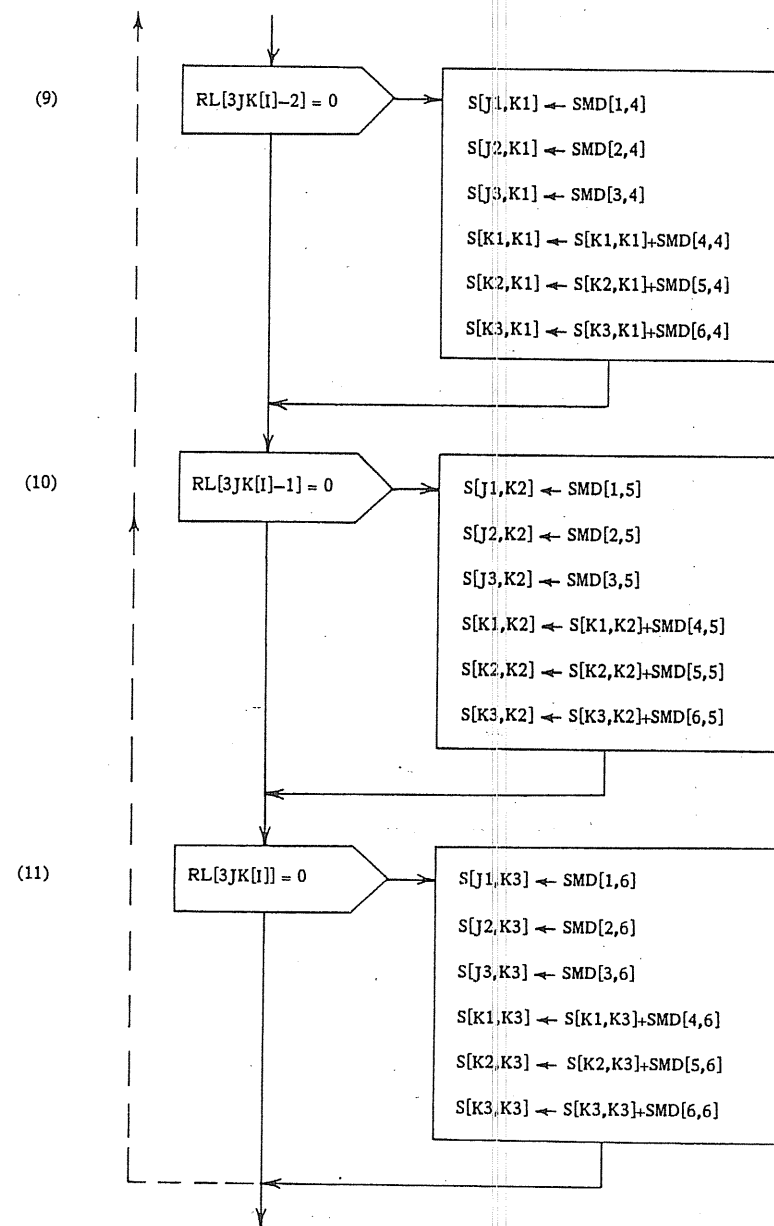 (9)
RL[3JK[I]-2] = 0
S[J1,K1] ← SMD[1,4]
S[J2,K1] ← SMD[2,4]
S[J3,K1] ← SMD[3,4]
S[K1,K1] ← S[K1,K1]+SMD[4,4]
S[K2,K1] ← S[K2,K1]+SMD[5,4]
S[K3,K1] ← S[K3,K1]+SMD[6,4]
(10)
RL[3JK[I]-1] = 0
S[J1,K2] ← SMD[1,5]
S[J2,K2] ← SMD[2,5]
S[J3,K2] ← SMD[3,5]
S[K1,K2] ← S[K1,K2]+SMD[4,5]
S[K2,K2] ← S[K2,K2]+SMD[5,5]
S[K3,K2] ← S[K3,K2]+SMD[6,5]
(11)
RL[3JK[I]] = 0
S[J1,K3] ← SMD[1,6]
S[J2,K3] ← SMD[2,6]
S[J3,K3] ← SMD[3,6]
S[K1,K3] ← S[K1,K3]+SMD[4,6]
S[K2,K3] ← S[K2,K3]+SMD[5,6]
S[K3,K3] ← S[K3,K3]+SMD[6,6]